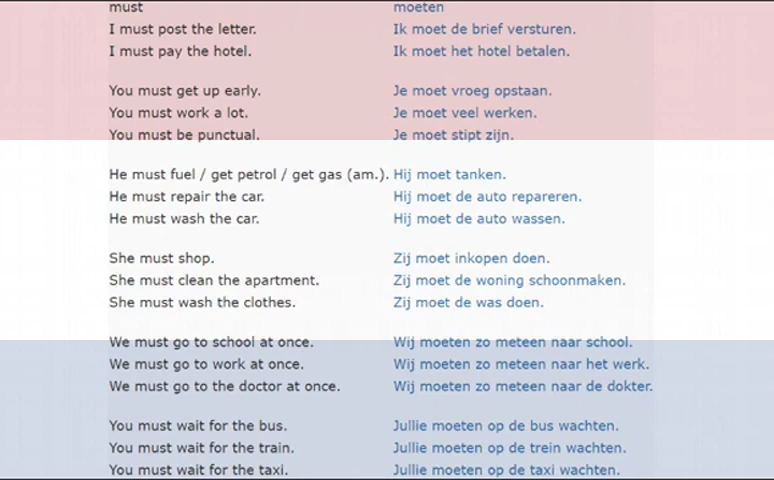 must moeten
I must post the letter. Ik moet de brief versturen.
I must pay the hotel. Ik moet het hotel betalen.
You must get up early. Je moet vroeg opstaan.
You must work a lot. Je moet veel werken.
You must be punctual. Je moet stipt zijn.
He must fuel / get petrol / get gas (am.). Hij moet tanken.
He must repair the car. Hij moet de auto repareren.
He must wash the car. Hij moet de auto wassen.
She must shop. Zij moet inkopen doen.
She must clean the apartment. Zij moet de woning schoonmaken.
She must wash the clothes. Zij moet de was doen.
We must go to school at once. Wij moeten zo meteen naar school.
We must go to work at once. Wij moeten zo meteen naar het werk.
We must go to the doctor at once. Wij moeten zo meteen naar de dokter.
You must wait for the bus. Jullie moeten op de bus wachten.
You must wait for the train. Jullie moeten op de trein wachten.
You must wait for the taxi. Jullie moeten op de taxi wachten.